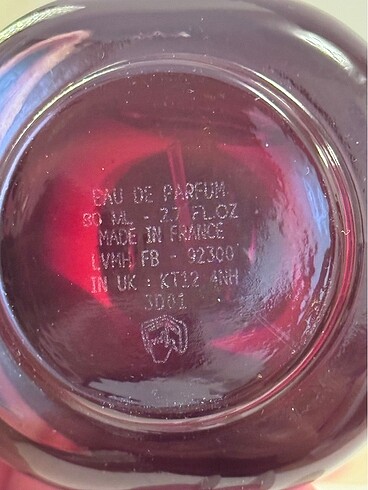 EAU DE PARFUM
80 ML - 2.7 FL.OZ
MADE IN FRANCE
LVMH FB - 92300
IN UK : KT12 4NH
3D01